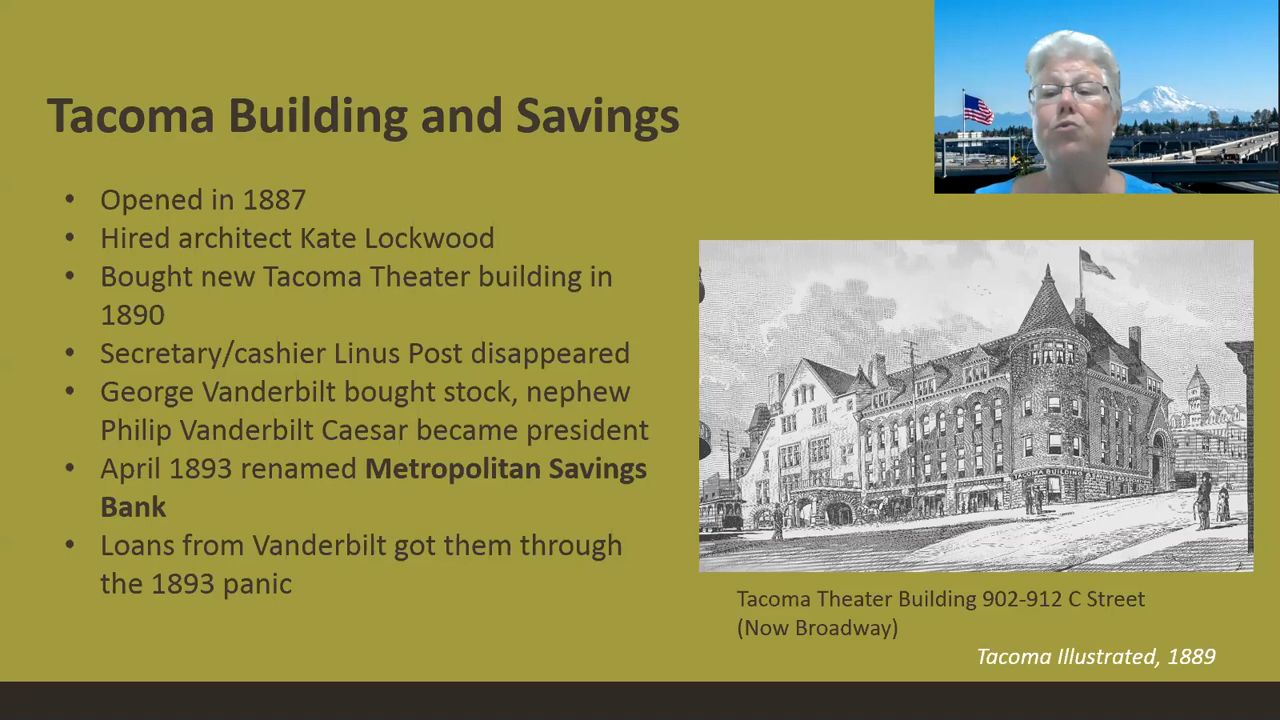 Tacoma Building and Savings
• Opened in 1887
• Hired architect Kate Lockwood
• Bought new Tacoma Theater building in
1890
• Secretary/cashier Linus Post disappeared
• George Vanderbilt bought stock, nephew
Philip Vanderbilt Caesar became president
• April 1893 renamed Metropolitan Savings
Bank
• Loans from Vanderbilt got them through
the 1893 panic
TACOMA BUILDING
Tacoma Theater Building 902-912 C Street
(Now Broadway)
Tacoma Illustrated, 1889